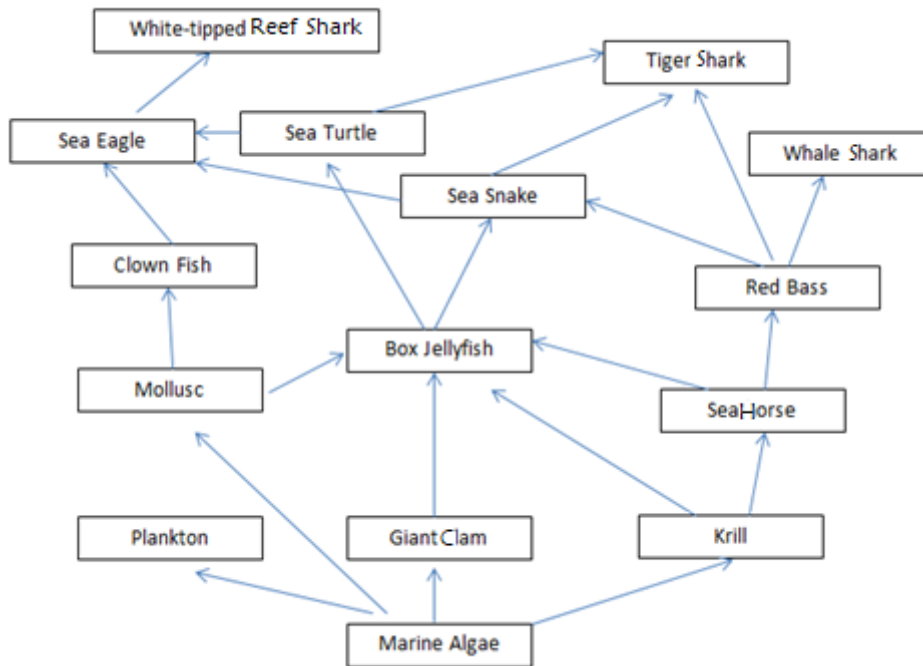 White-tipped Reef Shark
Tiger Shark
Sea Eagle
Sea Turtle
Whale Shark
Sea Snake
Clown Fish
Red Bass
Box Jellyfish
Mollusc
SeaHorse
Plankton
Giant Clam
Krill
Marine Algae